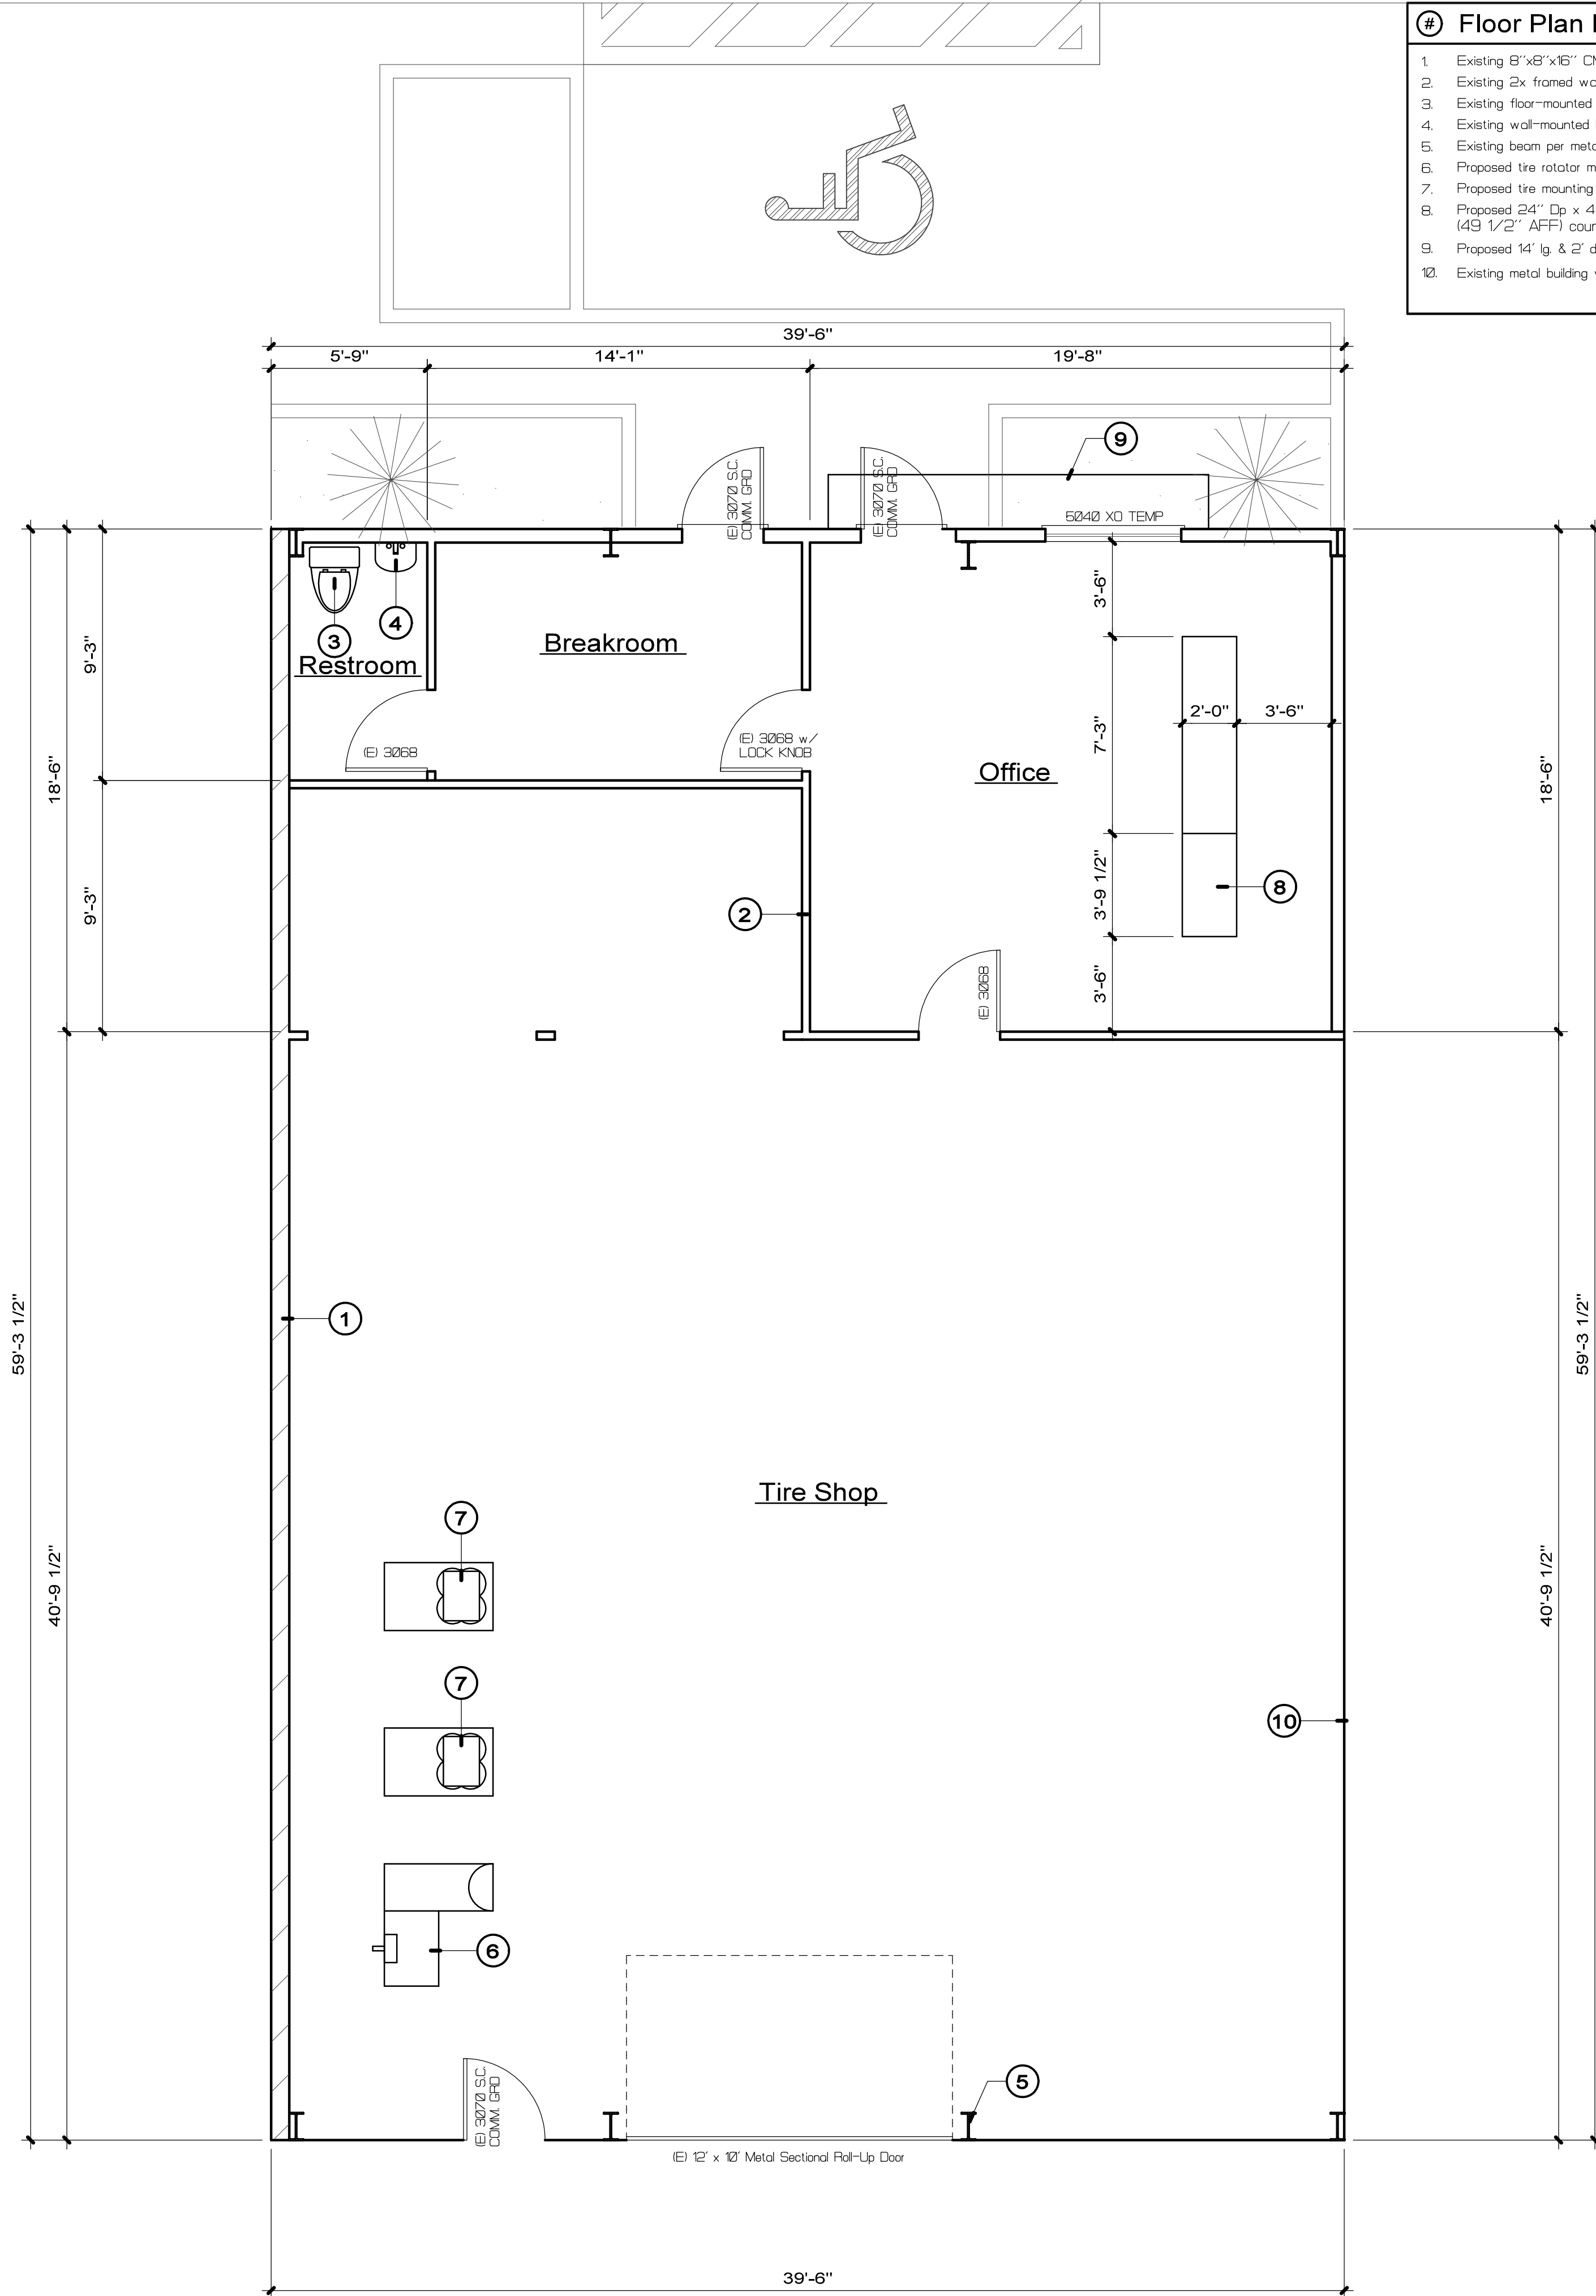 # Floor Plan
1. Existing 8"x8"x16"
2. Existing 2x framed
3. Existing floor-mounted
4. Existing wall-mounted
5. Existing beam per
6. Proposed tire rotator
7. Proposed tire mounting
8. Proposed 24" Dp x
(49 1/2" AFF)
9. Proposed 14' lg. & 2'
10. Existing metal building
39'-6"
5'-9"
14'-1"
19'-8"
9
(E) 3070 S.C.
COMM. GRD
(E) 3070 S.C.
COMM. GRD
5040 XO TEMP
3
4
Restroom
Breakroom
Office
(E) 3068
(E) 3068 w/
LOCK KNOB
3'-6"
7'-3"
2'-0"
3'-6"
3'-9 1/2"
3'-6"
8
2
(E) 3068
9'-3"
9'-3"
18'-6"
18'-6"
59'-3 1/2"
40'-9 1/2"
59'-3 1/2"
40'-9 1/2"
1
Tire Shop
7
7
10
6
5
(E) 3070 S.C.
COMM. GRD
(E) 12' x 10' Metal Sectional Roll-Up Door
39'-6"